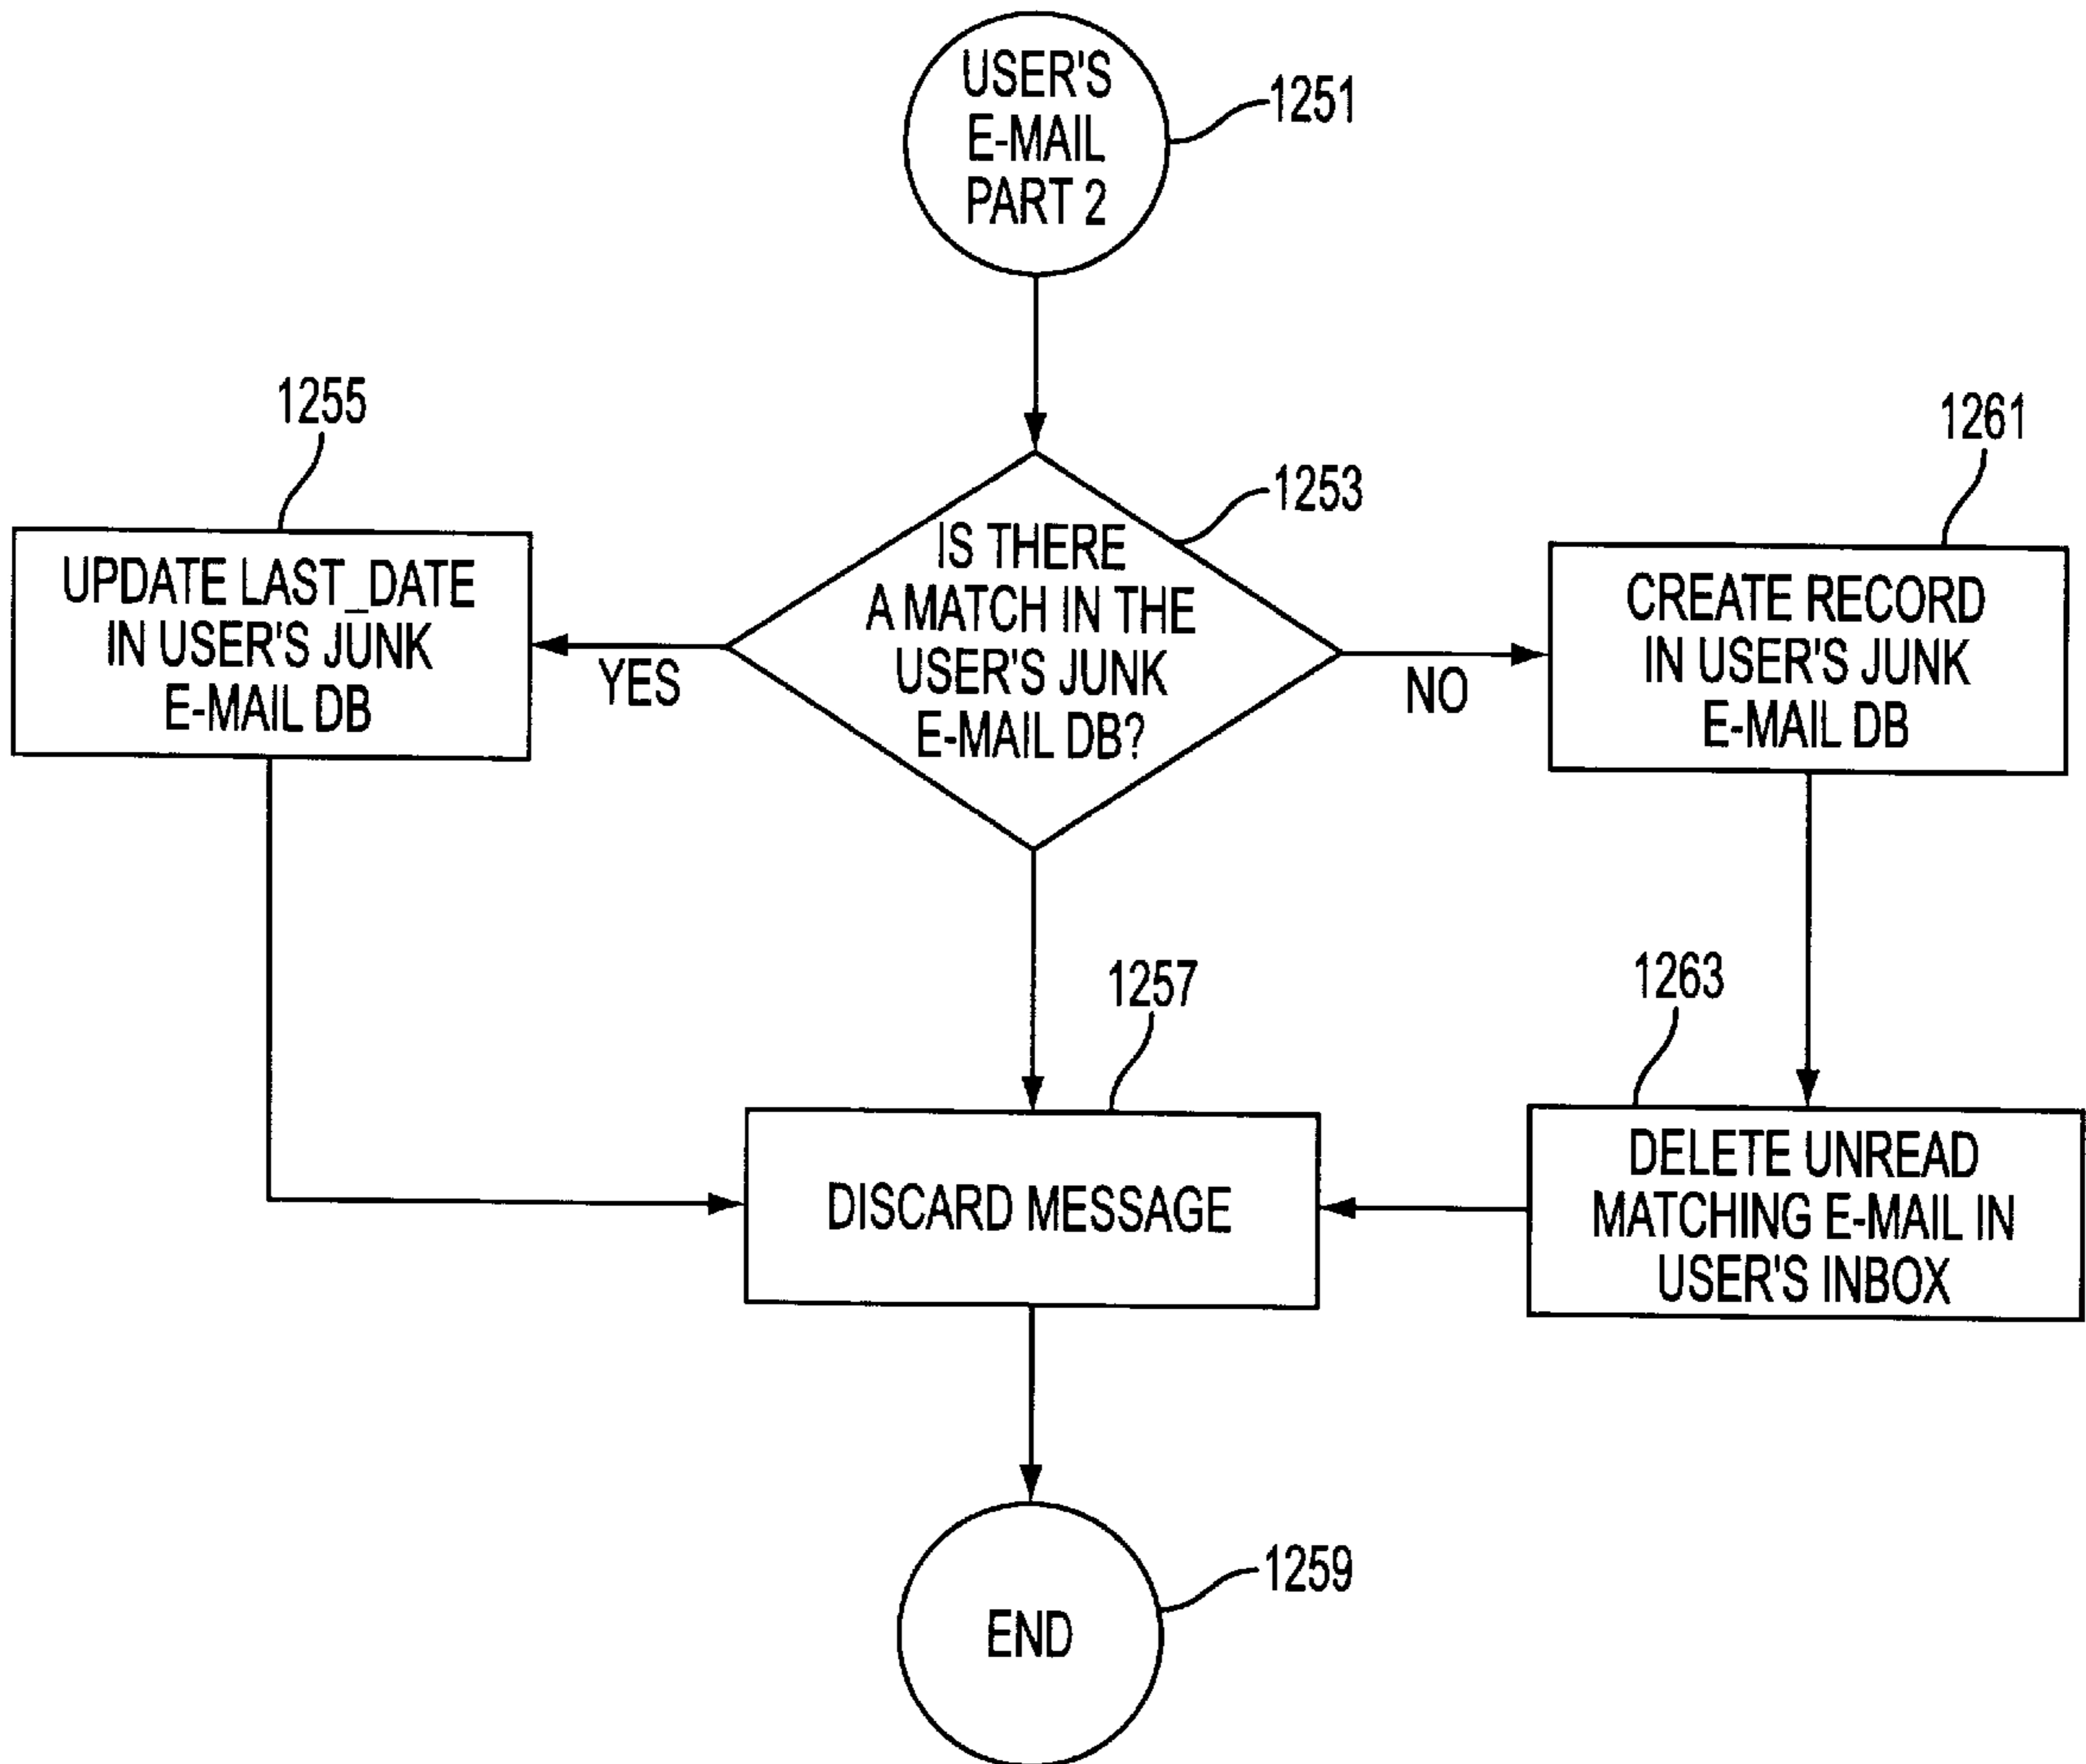 USER'S
E-MAIL
PART 2
1251
1255
UPDATE LAST_DATE
IN USER'S JUNK
E-MAIL DB
1253
IS THERE
A MATCH IN THE
USER'S JUNK
E-MAIL DB?
YES
NO
1261
CREATE RECORD
IN USER'S JUNK
E-MAIL DB
1257
DISCARD MESSAGE
1263
DELETE UNREAD
MATCHING E-MAIL IN
USER'S INBOX
1259
END